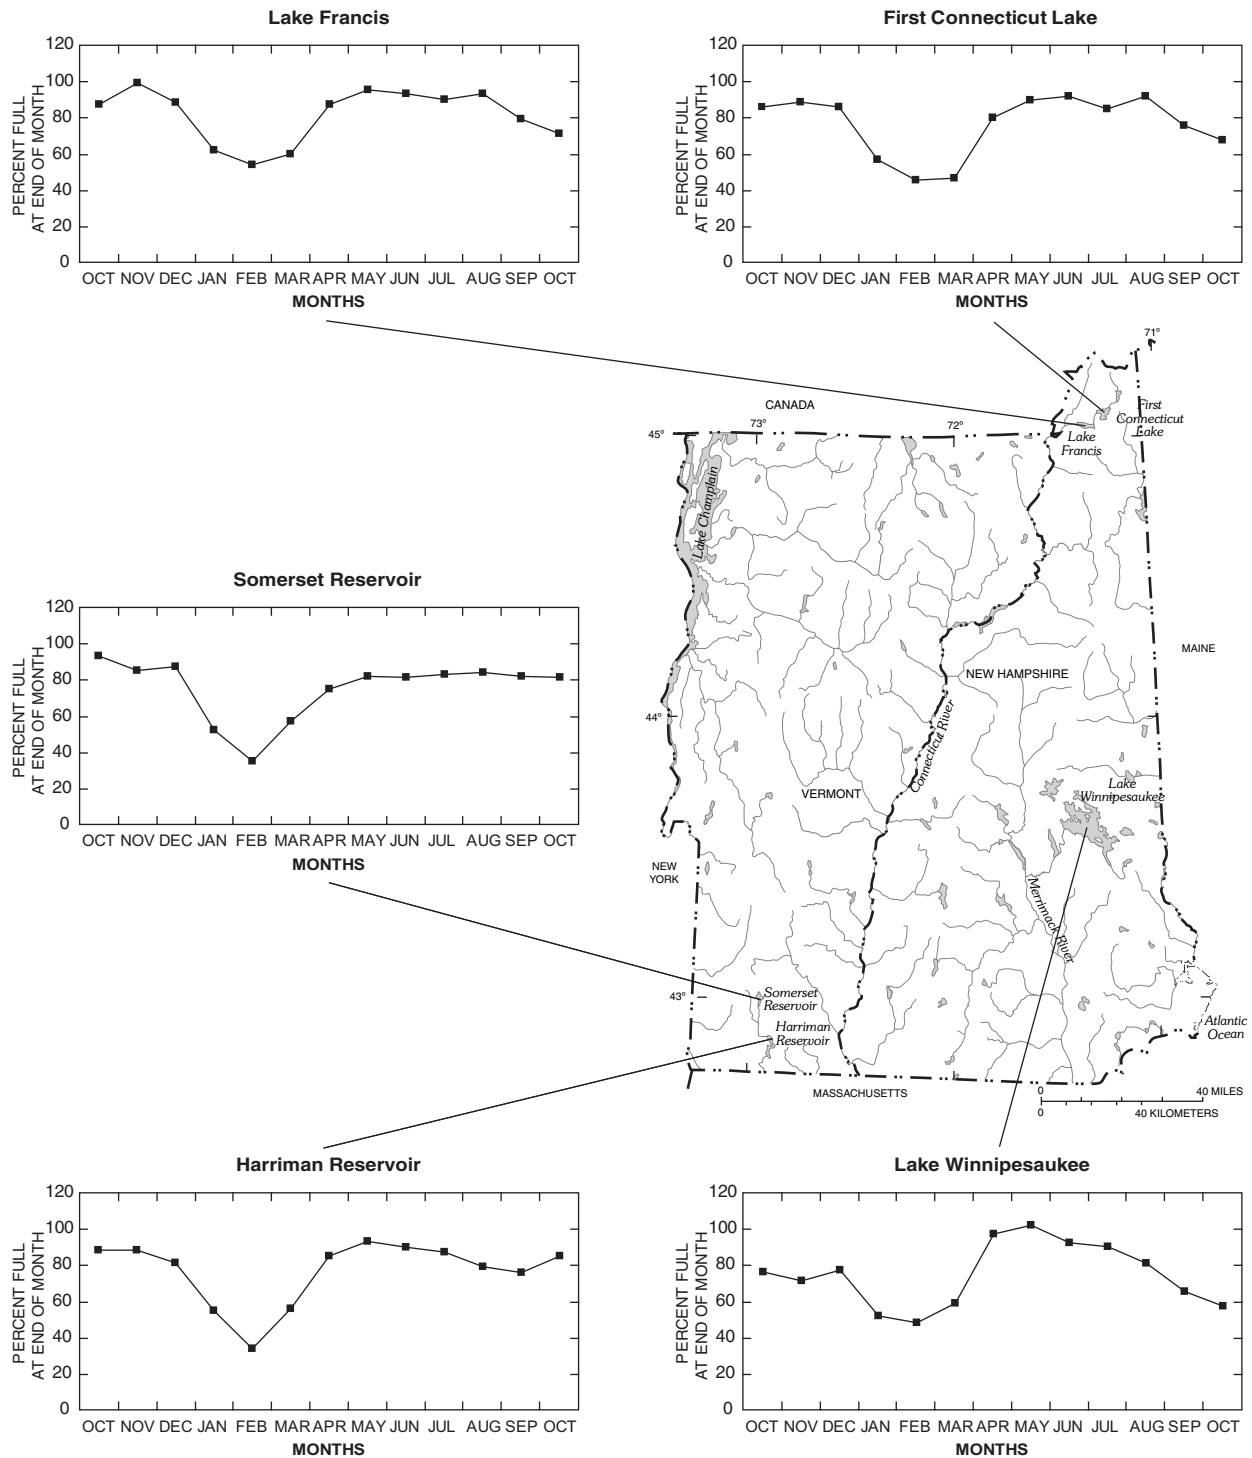 Lake Francis
120
100
80
60
40
20
0
PERCENT FULL
AT END OF MONTH
OCT NOV DEC JAN FEB MAR APR MAY JUN JUL AUG SEP OCT
MONTHS
First Connecticut Lake
120
100
80
60
40
20
0
PERCENT FULL
AT END OF MONTH
OCT NOV DEC JAN FEB MAR APR MAY JUN JUL AUG SEP OCT
MONTHS
71°
CANADA
45°
73°
72°
First
Connecticut
Lake
Lake
Francis
Lake Champlain
Somerset Reservoir
120
100
80
60
40
20
0
PERCENT FULL
AT END OF MONTH
OCT NOV DEC JAN FEB MAR APR MAY JUN JUL AUG SEP OCT
MONTHS
MAINE
NEW HAMPSHIRE
44°
Connecticut River
VERMONT
Lake
Winnipesaukee
NEW
YORK
Merrimack River
43°
Somerset
Reservoir
Harriman
Reservoir
Atlantic
Ocean
MASSACHUSETTS
0
40 MILES
0
40 KILOMETERS
Harriman Reservoir
120
100
80
60
40
20
0
PERCENT FULL
AT END OF MONTH
OCT NOV DEC JAN FEB MAR APR MAY JUN JUL AUG SEP OCT
MONTHS
Lake Winnipesaukee
120
100
80
60
40
20
0
PERCENT FULL
AT END OF MONTH
OCT NOV DEC JAN FEB MAR APR MAY JUN JUL AUG SEP OCT
MONTHS